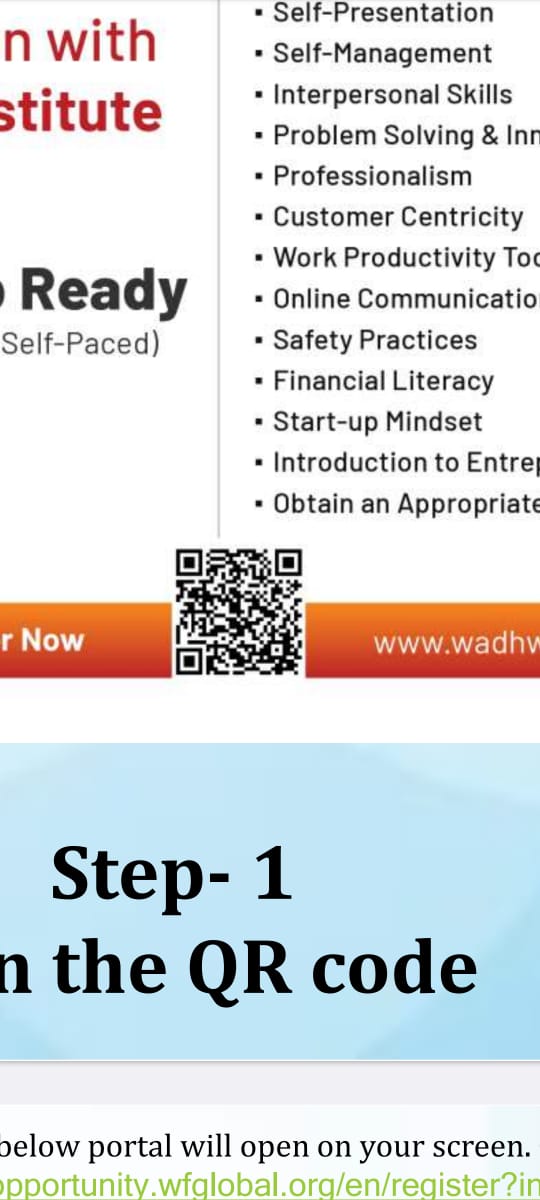 n with
stitute
Ready
Self-Paced)
▪ Self-Presentation
▪ Self-Management
▪ Interpersonal Skills
▪ Problem Solving & Inn
▪ Professionalism
▪ Customer Centricity
▪ Work Productivity Too
▪ Online Communicatio
▪ Safety Practices
▪ Financial Literacy
▪ Start-up Mindset
▪ Introduction to Entrep
▪ Obtain an Appropriate
r Now
www.wadhw
Step- 1
n the QR code
below portal will open on your screen.
opportunity.wfglobal.org/en/register?in